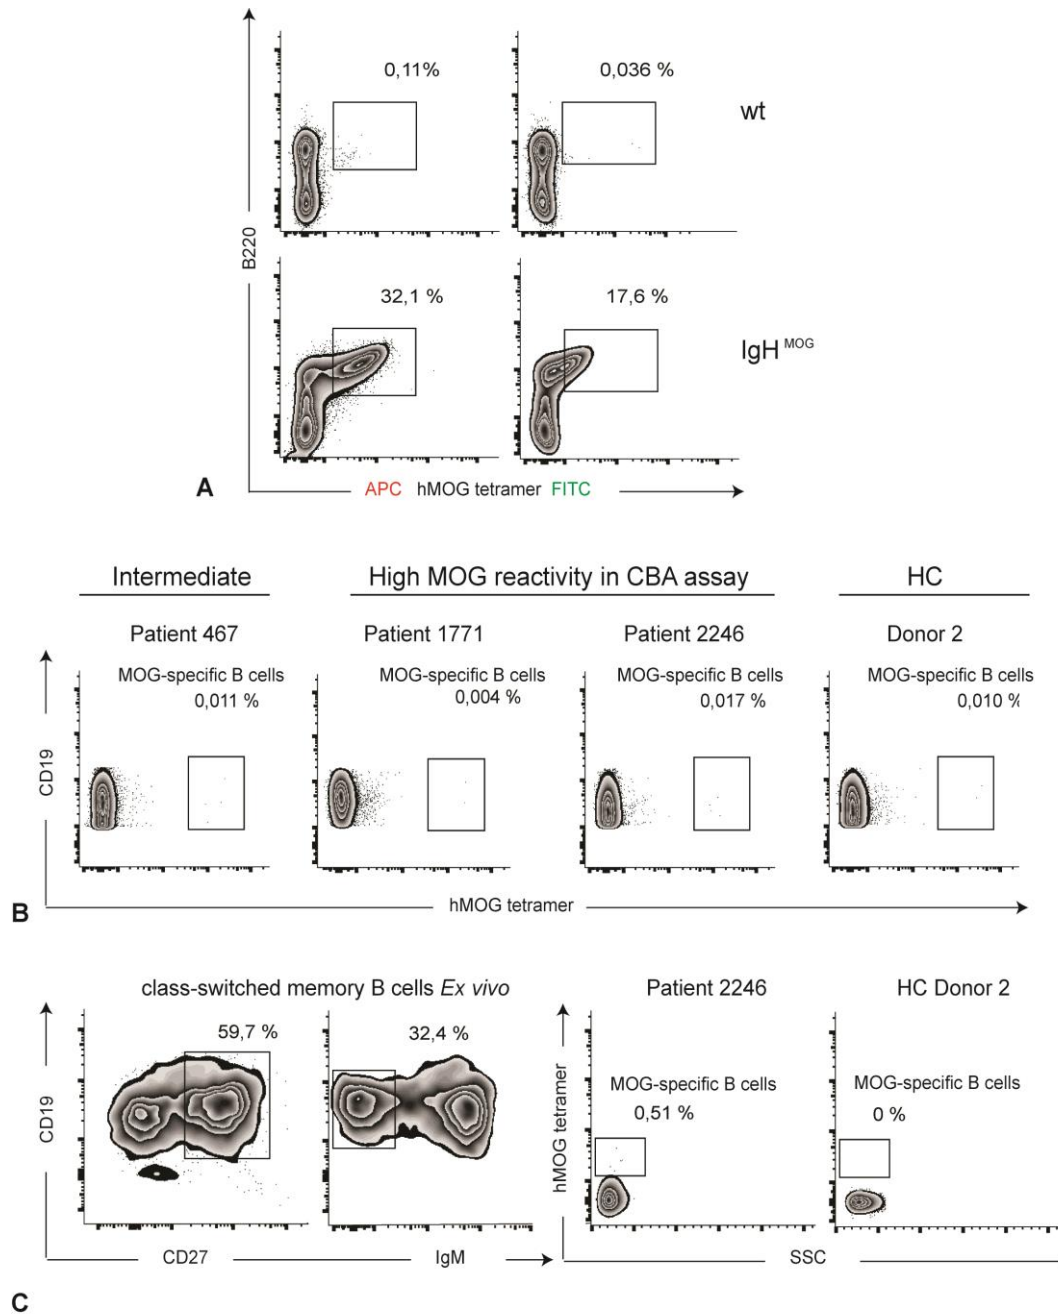 0,11%
0,036 %
wt
B220
32,1 %
17,6 %
IgH MOG
A
APC hMOG tetramer FITC
Intermediate
High MOG reactivity in CBA assay
HC
Patient 467
Patient 1771
Patient 2246
Donor 2
MOG-specific B cells
0,011 %
MOG-specific B cells
0,004 %
MOG-specific B cells
0,017 %
MOG-specific B cells
0,010 %
CD19
B
hMOG tetramer
class-switched memory B cells Ex vivo
Patient 2246
HC Donor 2
59,7 %
32,4 %
CD19
hMOG tetramer
MOG-specific B cells
0,51 %
MOG-specific B cells
0 %
CD27
IgM
SSC
C